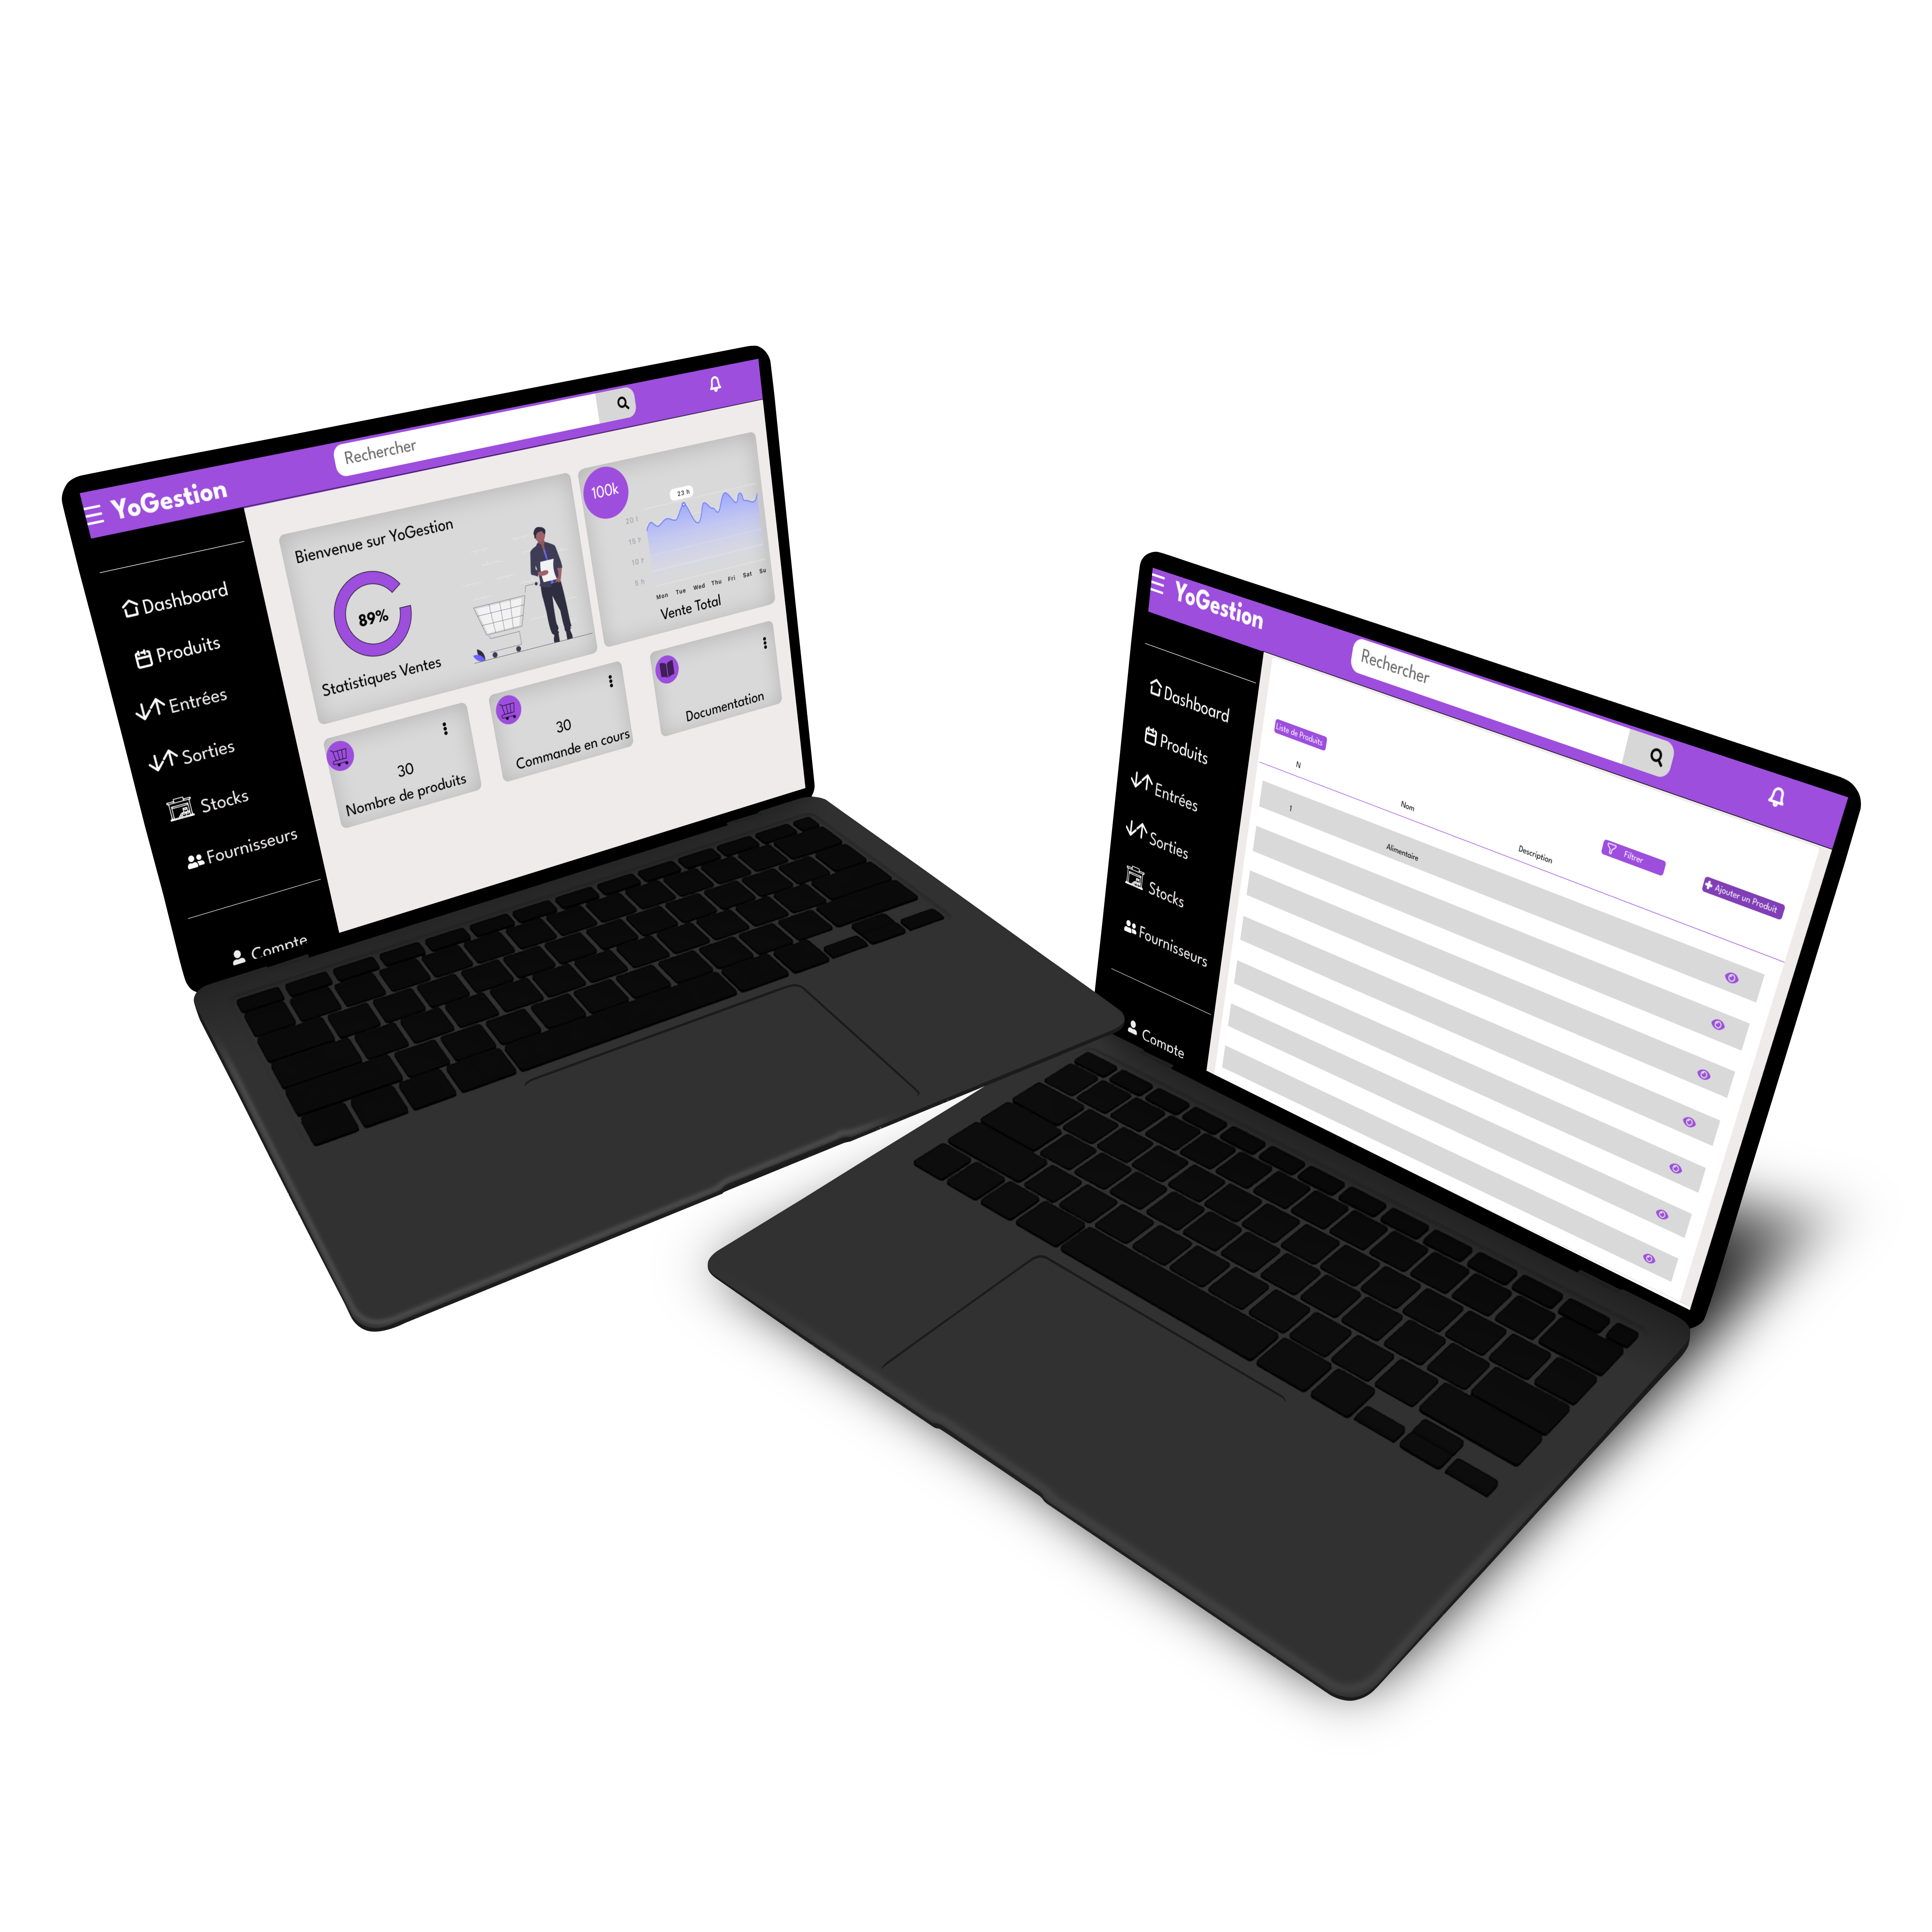 YoGestion
Rechercher
Dashboard
Produits
Entrées
Sorties
Stocks
Fournisseurs
Compte
Bienvenue sur YoGestion
89%
Statistiques Ventes
100k
23 h
20 h
15 h
10 h
5 h
Mon Tue Wed Thu Fri Sat Su
Vente Total
30
Nombre de produits
30
Commande en cours
Documentation
YoGestion
Rechercher
Dashboard
Produits
Entrées
Sorties
Stocks
Fournisseurs
Compte
Liste de Produits
Filtrer
Ajouter un Produit
N Nom Description
1 Alimentaire